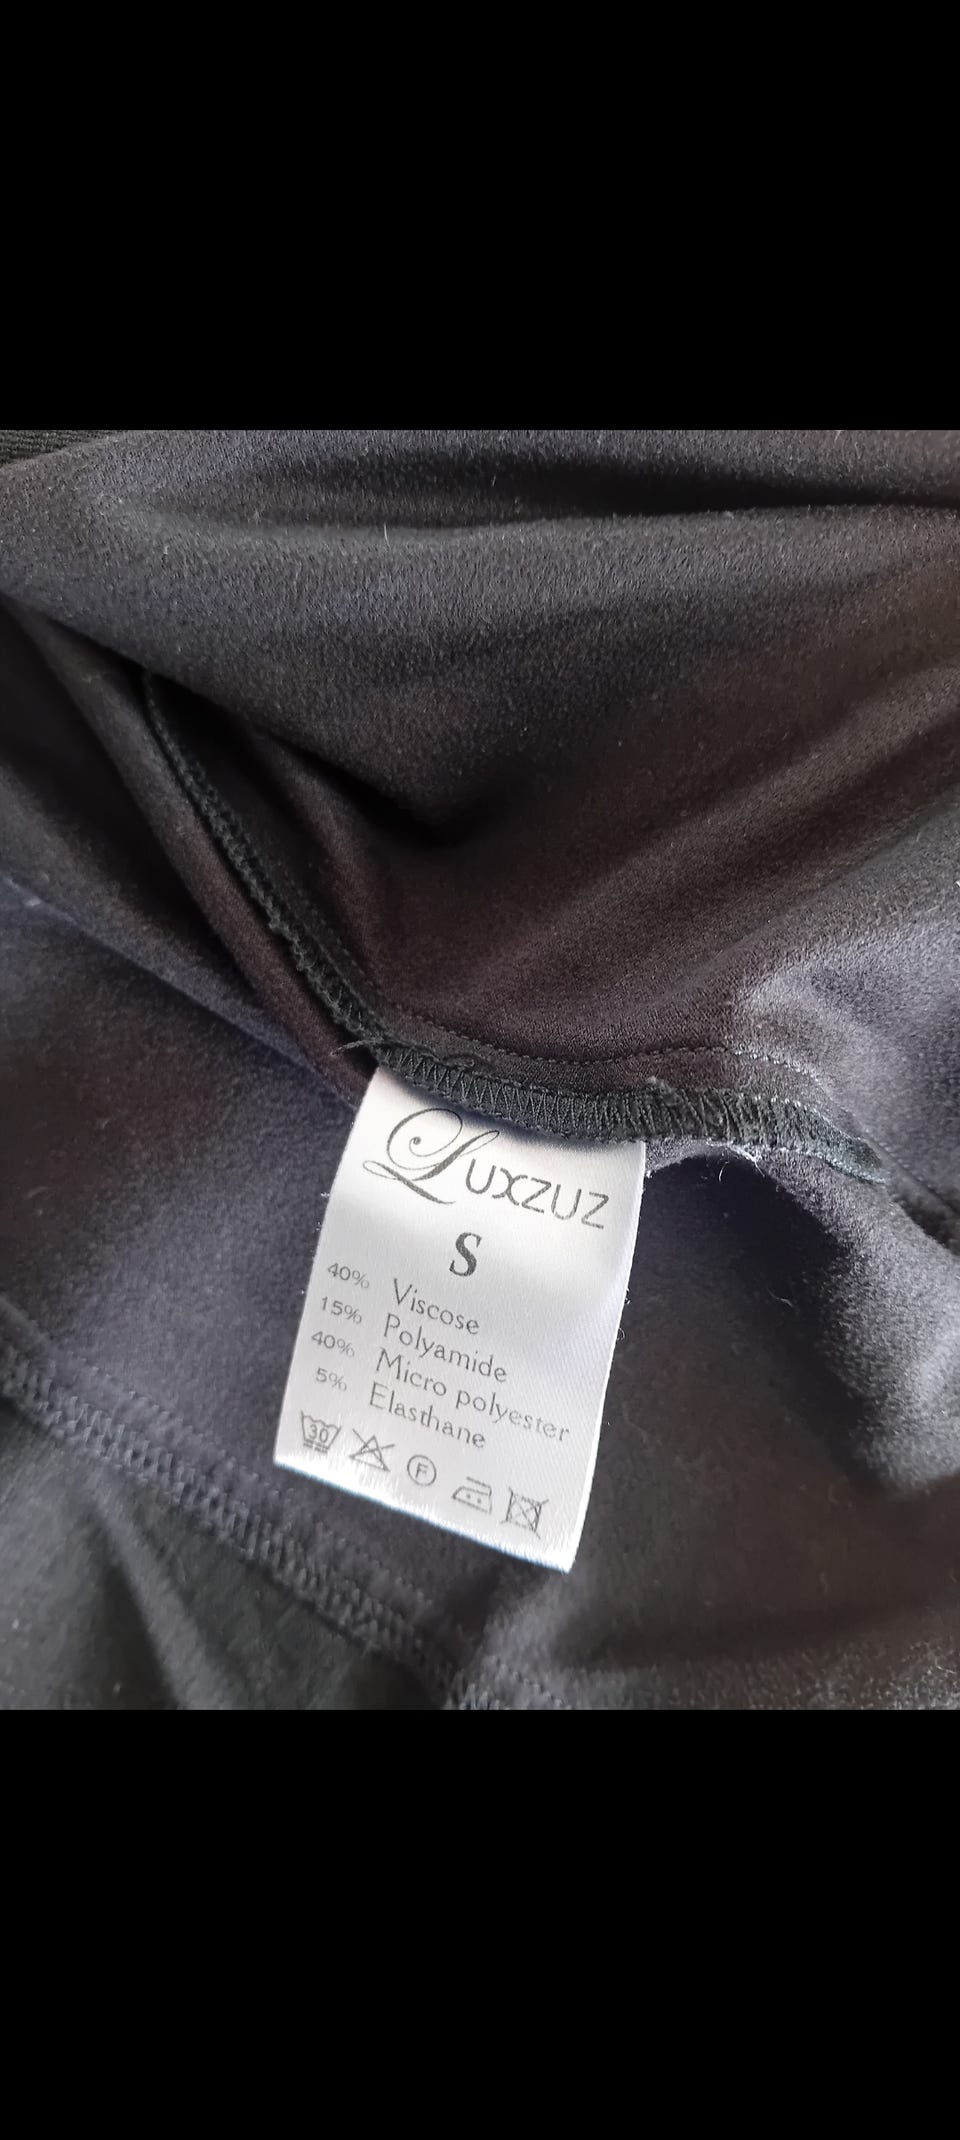 Luxzuz
S
40% Viscose
15% Polyamide
40% Micro polyester
5% Elasthane
30 F